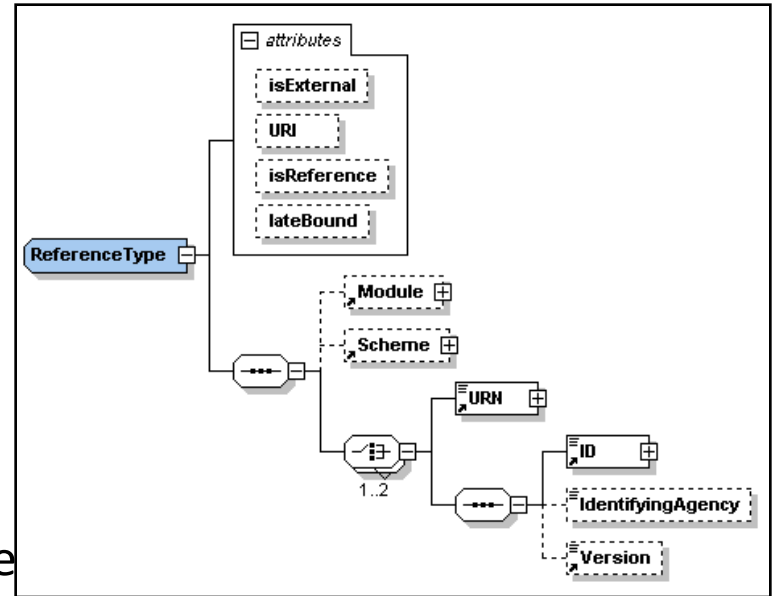 attributes
isExternal
URI
isReference
lateBound
ReferenceType
Module
Scheme
URN
1..2
ID
IdentifyingAgency
Version
e